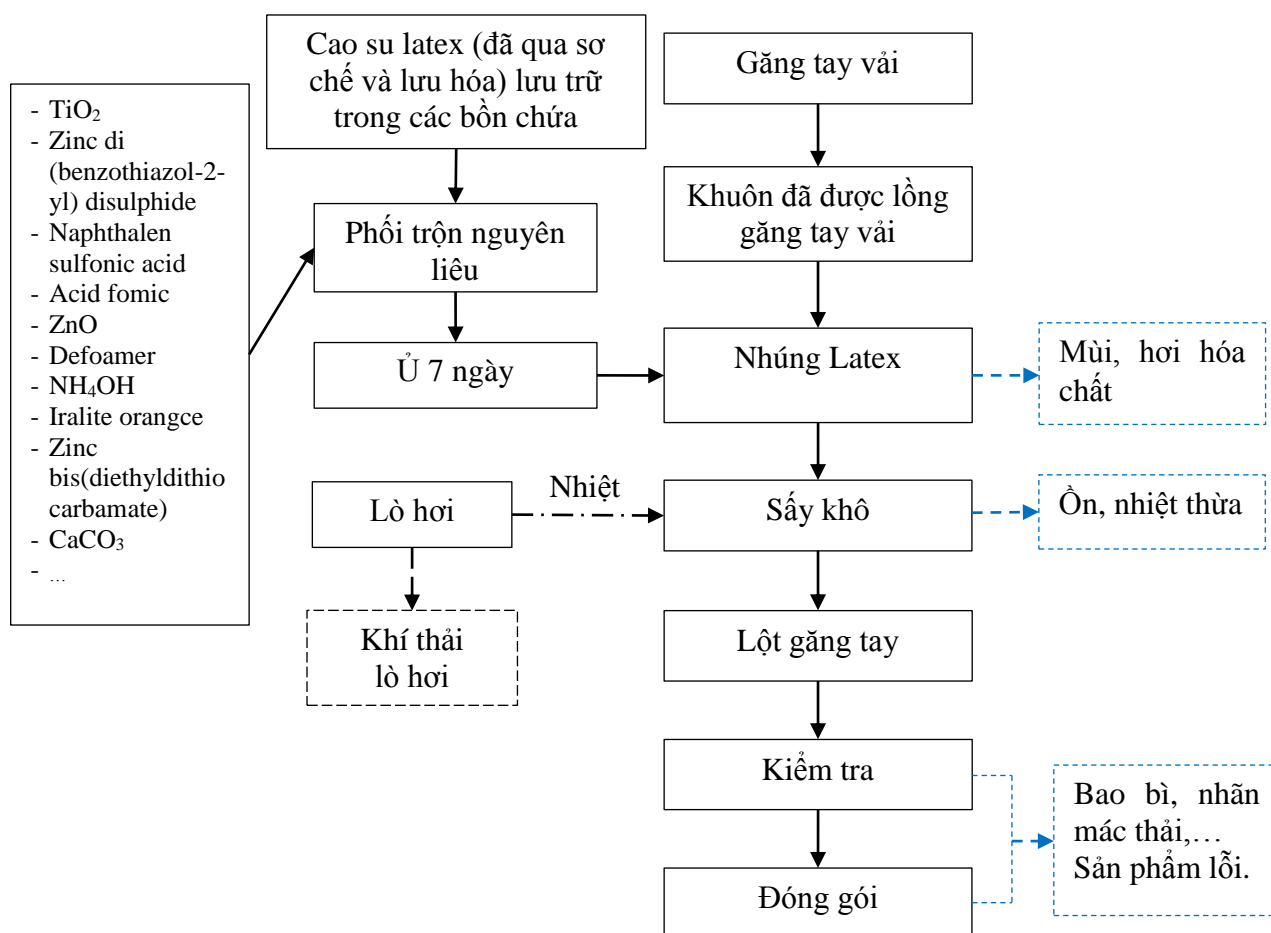 Cao su latex (đã qua sơ
chế và lưu hóa) lưu trữ
trong các bồn chứa
Găng tay vải
- TiO₂
- Zinc di
(benzothiazol-2-
yl) disulphide
- Naphthalen
sulfonic acid
- Acid fomic
- ZnO
- Defoamer
- NH₄OH
- Iralite orangce
- Zinc
bis(diethyldithio
carbamate)
- CaCO₃
- ...
Phối trộn nguyên
liêu
Khuôn đã được lồng
găng tay vải
Ủ 7 ngày
Nhúng Latex
Mùi, hơi hóa
chất
Lò hơi
Nhiệt
Sấy khô
Ồn, nhiệt thừa
Khí thải
lò hơi
Lột găng tay
Kiểm tra
Bao bì, nhãn
mác thải,…
Sản phẩm lỗi.
Đóng gói